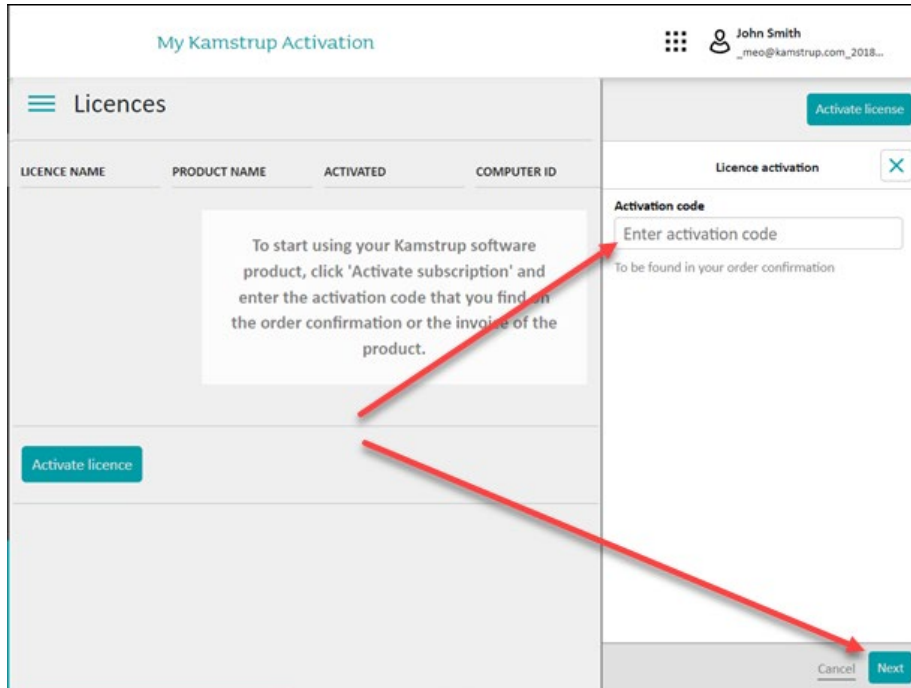 My Kamstrup Activation
John Smith
_meo@kamstrup.com_2018...
Licences
Activate license
LICENCE NAME PRODUCT NAME ACTIVATED COMPUTER ID
Licence activation
Activation code
Enter activation code
To be found in your order confirmation
To start using your Kamstrup software
product, click 'Activate subscription' and
enter the activation code that you find on
the order confirmation or the invoice of the
product.
Activate licence
Cancel Next